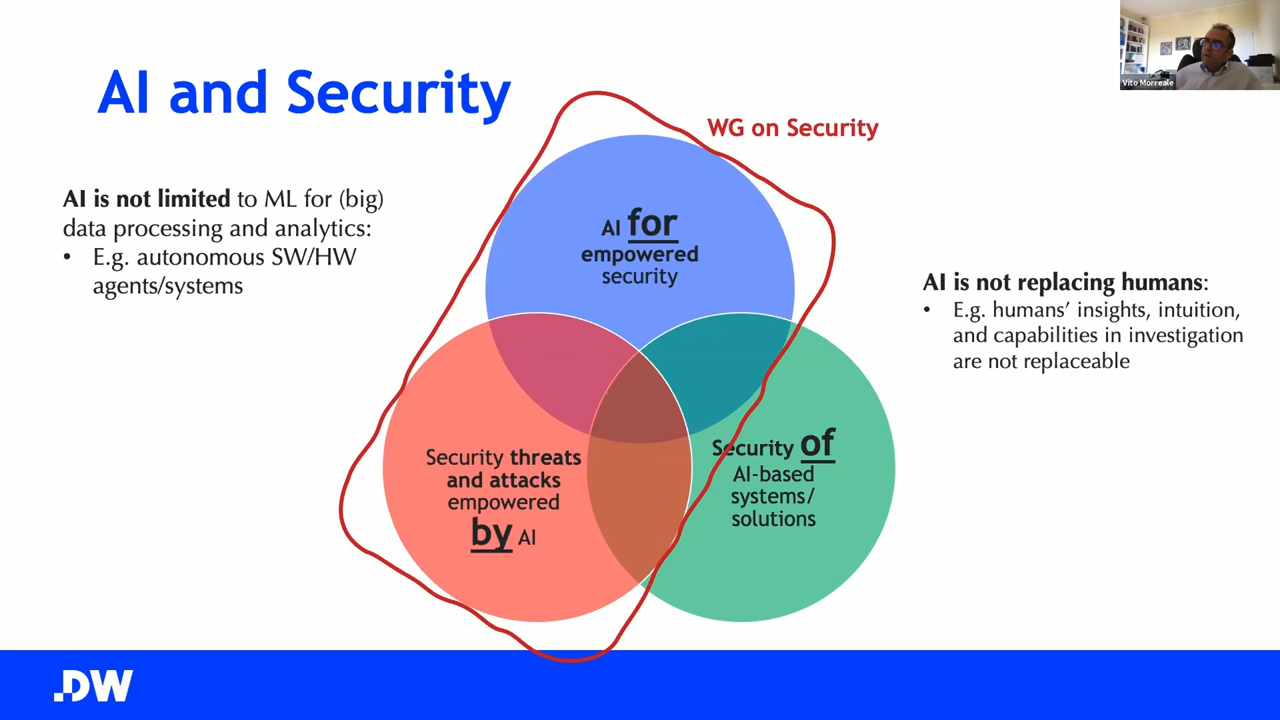 AI and Security
Vito Morreale
WG on Security
AI is not limited to ML for (big)
data processing and analytics:
• E.g. autonomous SW/HW
agents/systems
AI for
empowered
security
AI is not replacing humans:
• E.g. humans’ insights, intuition,
and capabilities in investigation
are not replaceable
Security threats
and attacks
empowered
by AI
Security of
AI-based
systems/
solutions
.DW